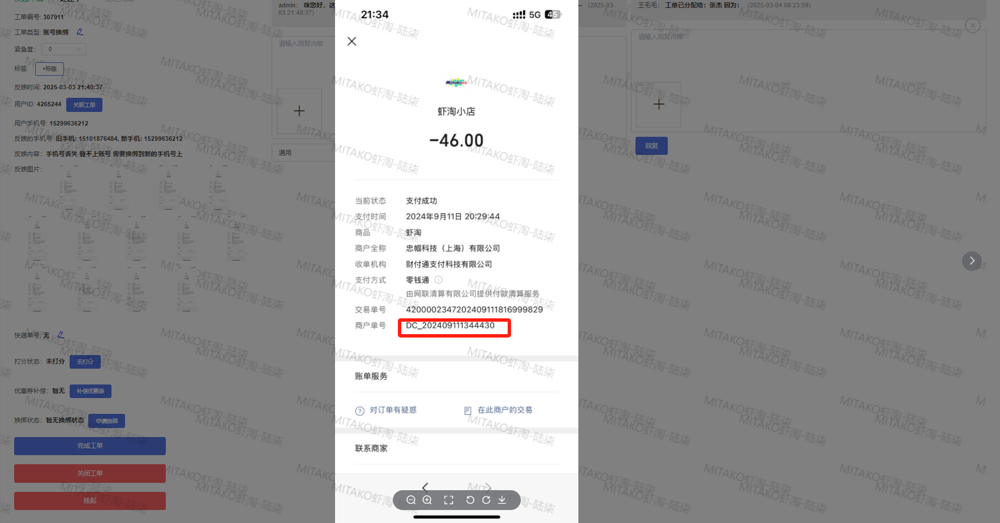 工单编号: 307911
工单类型: 账号换绑
紧急度: 0
标签: +标签
反馈时间: 2025-03-03 21:40:37
用户ID: 4265244 关联工单
用户手机号: 15299636212
反馈的手机号: 旧手机: 15101876484, 新手机: 15299636212
反馈内容: 手机号丢失 登不上账号 需要换绑到新的手机号上
反馈图片:
快递单号: 无
打分状态: 未打分 去打分
优惠券补偿: 暂无 补偿优惠券
换绑状态: 暂无换绑状态 申请换绑
完成工单
关闭工单
挂起
admin: 咪您好, 这
03 21:40:37)
请输入回复内容
通用
21:34
5G 45
Mitako
虾淘小店
-46.00
当前状态 支付成功
支付时间 2024年9月11日 20:29:44
商品 虾淘
商户全称 忠帼科技（上海）有限公司
收单机构 财付通支付科技有限公司
支付方式 零钱通
由网联清算有限公司提供付款清算服务
交易单号 4200002347202409111816999829
商户单号 DC_202409111344430
账单服务
对订单有疑惑 在此商户的交易
联系商家
~ (2025-03-
王毛毛: 工单已分配给: 张杰 因为: (2025-03-04 08:23:59)
请输入回复内容
回复
MITAKO虾淘-陆柒